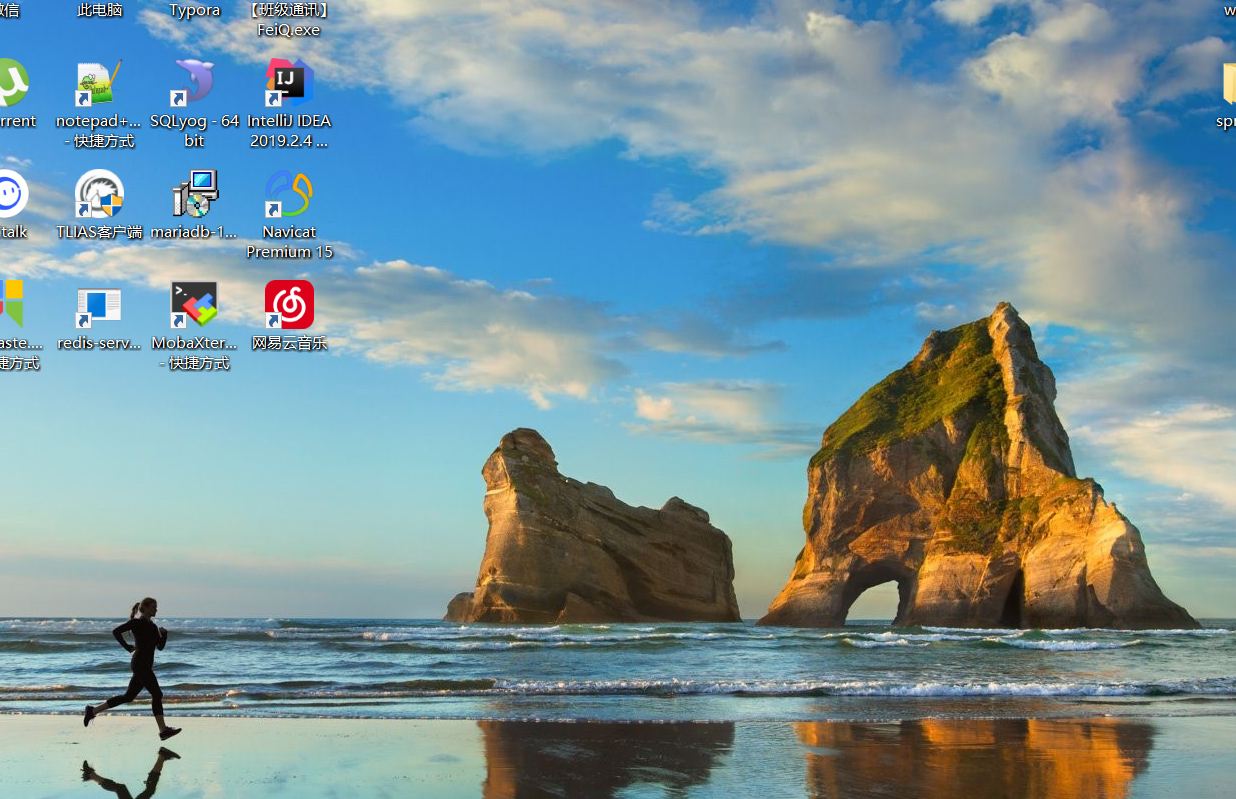 微信
此电脑
Typora
【班级通讯】
FeiQ.exe
rrent
notepad+...
- 快捷方式
SQLyog - 64
bit
IntelliJ IDEA
2019.2.4 ...
IJ
talk
TLIAS客户端
mariadb-1...
Navicat
Premium 15
aste....
捷方式
redis-serv...
MobaXter...
- 快捷方式
网易云音乐
w
spr